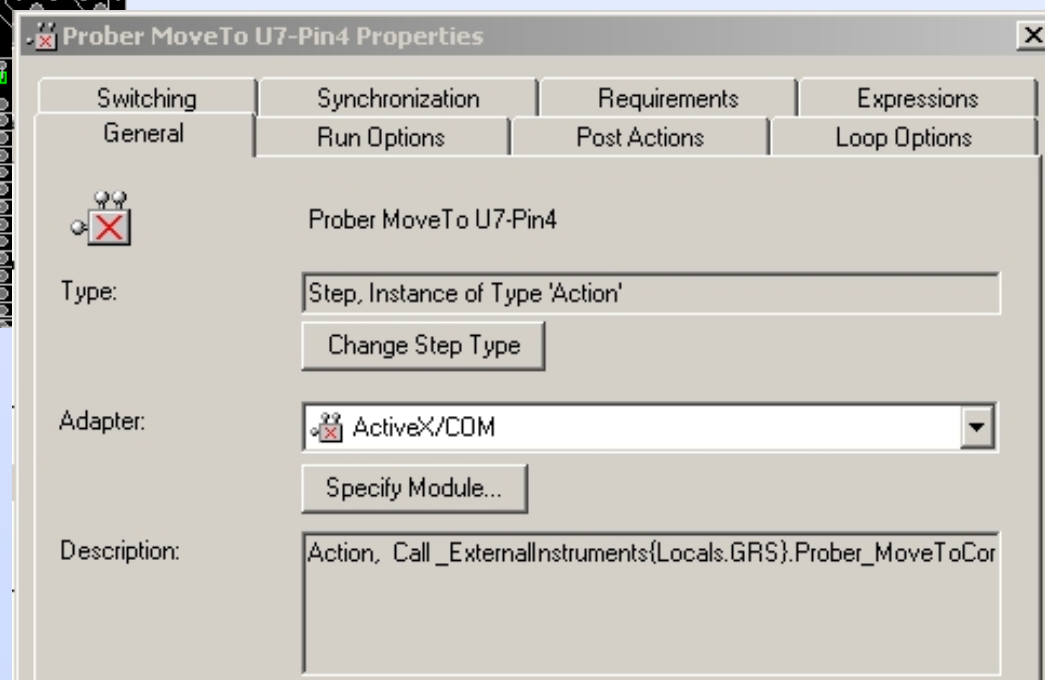 Prober MoveTo U7-Pin4 Properties
Switching Synchronization Requirements Expressions
General Run Options Post Actions Loop Options
Prober MoveTo U7-Pin4
Type: Step, Instance of Type 'Action'
Change Step Type
Adapter: ActiveX/COM
Specify Module...
Description: Action, Call _ExternalInstruments{Locals.GRS}.Prober_MoveToCor